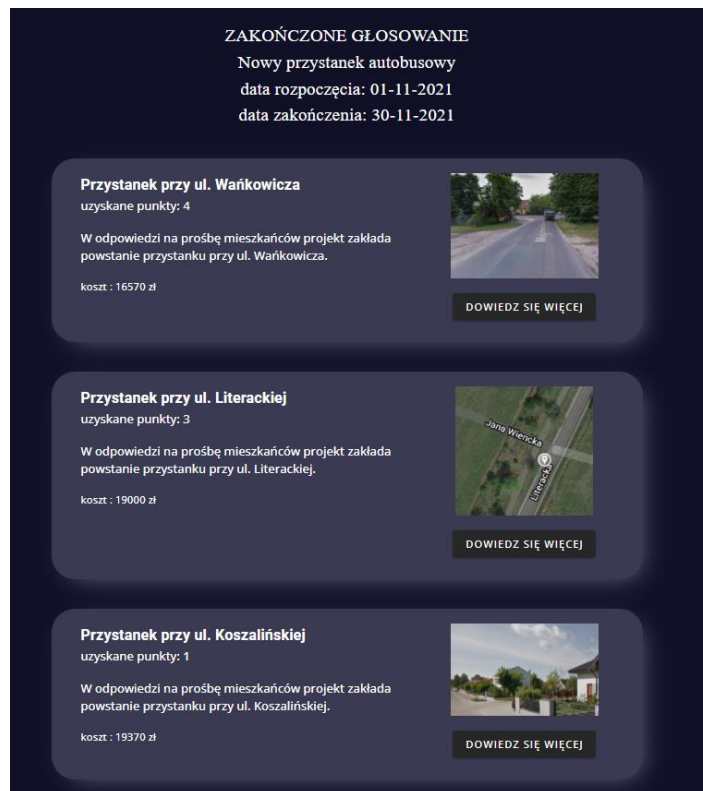 ZAKOŃCZONE GŁOSOWANIE
Nowy przystanek autobusowy
data rozpoczęcia: 01-11-2021
data zakończenia: 30-11-2021
Przystanek przy ul. Wańkowicza
uzyskane punkty: 4
W odpowiedzi na prośbę mieszkańców projekt zakłada
powstanie przystanku przy ul. Wańkowicza.
koszt : 16570 zł
DOWIEDZ SIĘ WIĘCEJ
Przystanek przy ul. Literackiej
uzyskane punkty: 3
W odpowiedzi na prośbę mieszkańców projekt zakłada
powstanie przystanku przy ul. Literackiej.
koszt : 19000 zł
Jana Wiencka
Literacka
DOWIEDZ SIĘ WIĘCEJ
Przystanek przy ul. Koszalińskiej
uzyskane punkty: 1
W odpowiedzi na prośbę mieszkańców projekt zakłada
powstanie przystanku przy ul. Koszalińskiej.
koszt : 19370 zł
DOWIEDZ SIĘ WIĘCEJ